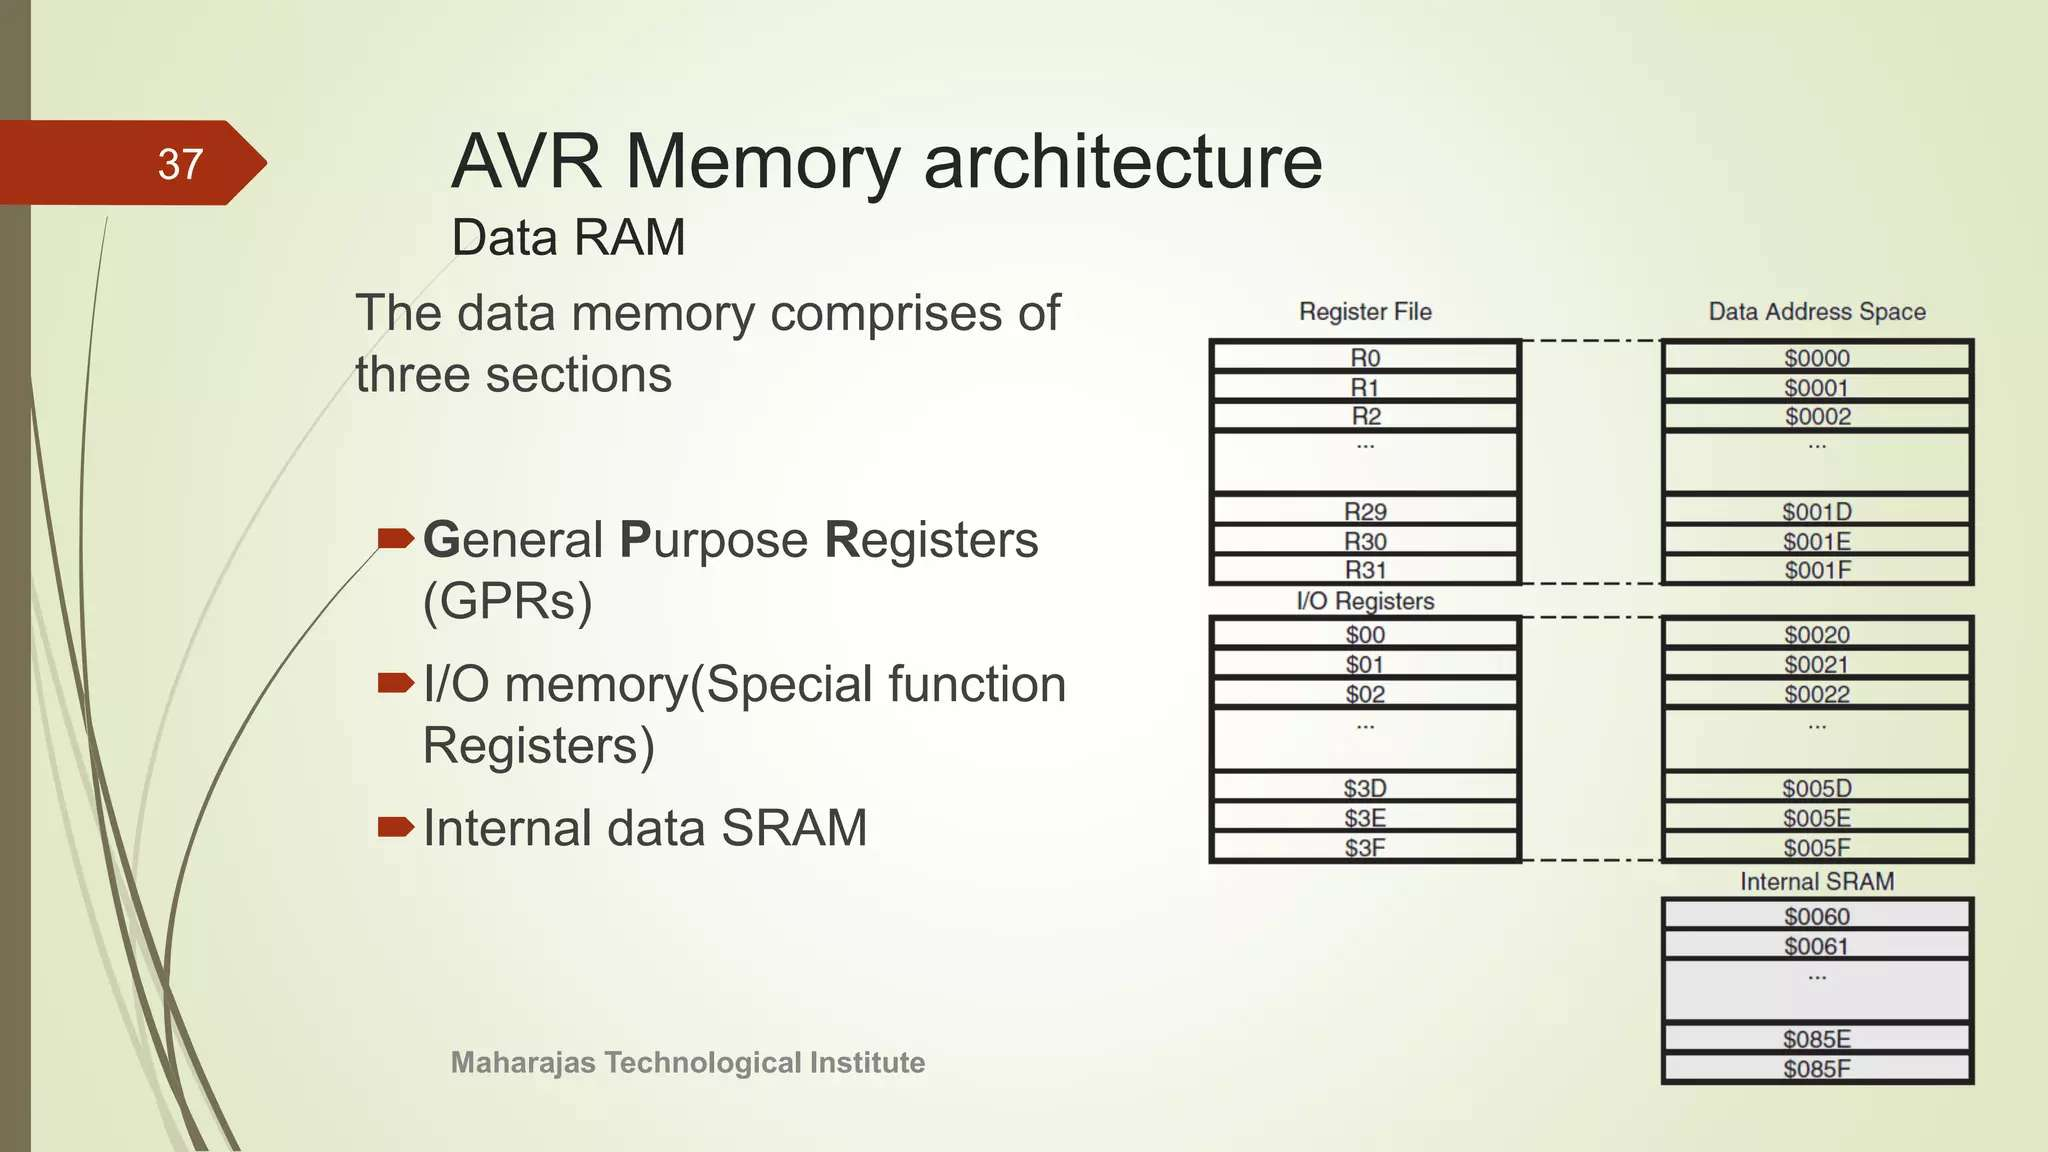 37
AVR Memory architecture
Data RAM
The data memory comprises of
three sections
General Purpose Registers
(GPRs)
I/O memory(Special function
Registers)
Internal data SRAM
Register File
R0
R1
R2
...
R29
R30
R31
I/O Registers
$00
$01
$02
...
$3D
$3E
$3F
Data Address Space
$0000
$0001
$0002
...
$001D
$001E
$001F
$0020
$0021
$0022
...
$005D
$005E
$005F
Internal SRAM
$0060
$0061
...
$085E
$085F
Maharajas Technological Institute